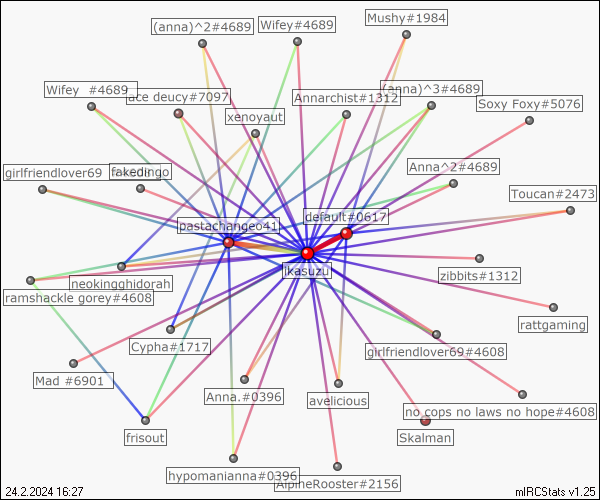 Mushy#1984
(anna)^2#4689
Wifey#4689
Wifey #4689
ace deucy#7097
Annarchist#1312
(anna)^3#4689
Soxy Foxy#5076
xenoyaut
girlfriendlover69
fakedingo
Anna^2#4689
Toucan#2473
pastachangeo41
default#0617
ikasuzu
zibbits#1312
neokingghidorah
ramshackle gorey#4608
rattgaming
Cypha#1717
girlfriendlover69#4608
Mad #6901
Anna.#0396
avelicious
no cops no laws no hope#4608
frisout
Skalman
hypomanianna#0396
AlpineRooster#2156
24.2.2024 16:27
mIRCStats v1.25